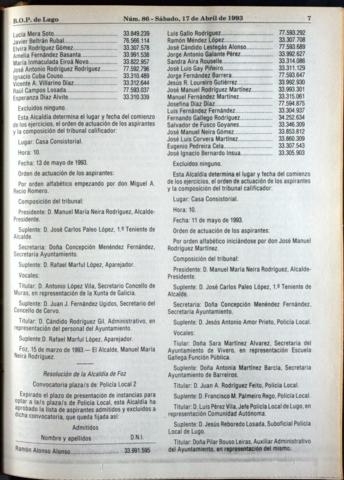 B.O.P. de Lugo
Núm. 86 - Sábado, 17 de Abril de 1993
7
Lucía Mera Soto 33.849.239
Javier Beltrán Rubal 76.566.114
Elvira Rodríguez Gómez 33.307.578
Amelia Fernández Basanta 33.991.538
María Inmaculada Eiroá Novo 33.822.957
José Antonio Rodríguez Rodríguez 77.592.796
Ignacio Cuba Couso 33.310.489
Vicente A. Villarino Díaz 33.312.644
Raúl Campos Losada 77.593.037
Esperanza Díaz Alvite 33.310.339
Excluidos ninguno.
Esta Alcaldía determina el lugar y fecha del comienzo
de los ejercicios, el orden de actuación de los aspirantes
y la composición del tribunal calificador:
Lugar: Casa Consistorial.
Hora: 10.
Fecha: 13 de mayo de 1993.
Orden de actuación de los aspirantes:
Por orden alfabético empezando por don Miguel A.
Recio Romero.
Composición del tribunal:
Presidente: D. Manuel María Neira Rodríguez, Alcalde-
Presidente.
Suplente: D. José Carlos Paleo López, 1.º Teniente de
Alcalde.
Secretaria: Doña Concepción Menéndez Fernández,
Secretaria Ayuntamiento.
Suplente: D. Rafael Marful López, Aparejador.
Vocales:
Titular: D. Antonio López Vila, Secretario Concello de
Muras, en representación de la Xunta de Galicia.
Suplente: D. Juan J. Fernández Ugidos, Secretario del
Concello de Cervo.
Titular: D. Cándido Rodríguez Gil. Administrativo, en
representación del personal del Ayuntamiento.
Suplente D. Rafael Marful López, Aparejador.
Foz, 15 de marzo de 1993.— El Alcalde, Manuel María
Neira Rodríguez.
Resolución de la Alcaldía de Foz
Convocatoria plaza/s de: Policía Local 2
Expirado el plazo de presentación de instancias para
optar a la/s plaza/s de Policía Local, esta Alcaldía ha
aprobado la lista de aspirantes admitidos y excluidos a
dicha convocatoria, que queda fijada así:
Admitidos
Nombre y apellidos D.N.I.
Ramón Alonso Alonso 33.991.595
Luis Gallo Rodríguez 77.593.292
Ramón Méndez López 33.307.708
José Cándido Lestegás Alonso 77.593.689
Jorge Antonio Galante Pérez 33.992.627
Sandra Aira Rousella 33.314.086
José Luis Gay Piñeiro 33.311.129
Jorge Fernández Barrera 77.593.647
Jesús R. Loureiro Gutiérrez 33.992.930
José Manuel Rodríguez Martínez 33.993.301
Manuel Fernández Martínez 33.315.061
Josefina Díaz Díaz 77.594.875
Luis Fernández Fernández 33.304.937
Fernando Gallego Rodríguez 34.252.634
Salvador de Fusco Goyanes 33.346.309
José Manuel Neira Gómez 33.853.812
José Luis Corvera Martínez 33.860.309
Eugenio Pedreira Cela 33.307.543
José Ignacio Bernardo Insua 33.305.903
Excluidos ninguno.
Esta Alcaldía determina el lugar y fecha del comienzo
de los ejercicios, el orden de actuación de los aspirantes
y la composición del tribunal calificador:
Lugar: Casa Consistorial.
Hora: 10.
Fecha: 11 de mayo de 1993.
Orden de actuación de los aspirantes:
Por orden alfabético iniciándose por don José Manuel
Rodríguez Martínez.
Composición del tribunal:
Presidente: D. Manuel María Neira Rodríguez, Alcalde-
Presidente.
Suplente: D. José Carlos Paleo López, 1.º Teniente de
Alcalde.
Secretaria: Doña Concepción Menéndez Fernández,
Secretaria Ayuntamiento.
Suplente: D. Jesús Antonio Amor Prieto, Policía Local.
Vocales:
Titular: Doña Sara Martínez Alvarez, Secretaria del
Ayuntamiento de Vivero, en representación Escuela
Gallega Función Pública.
Suplente: Doña Antonia Martínez Barcia, Secretaria
Ayuntamiento de Barreiros.
Titular: D. Juan A. Rodríguez Feito, Policía Local.
Suplente: D. Francisco M. Palmeiro Rego, Policía Local.
Titular: D. Luis Pérez Vila, Jefe Policía Local de Lugo, en
representación Comunidad Autónoma.
Suplente: D. Jesús Reboredo Losada, Suboficial Policía
Local de Lugo.
Titular: Doña Pilar Bouso Leiras, Auxiliar Administrativo
del Ayuntamiento, en representación del mismo.